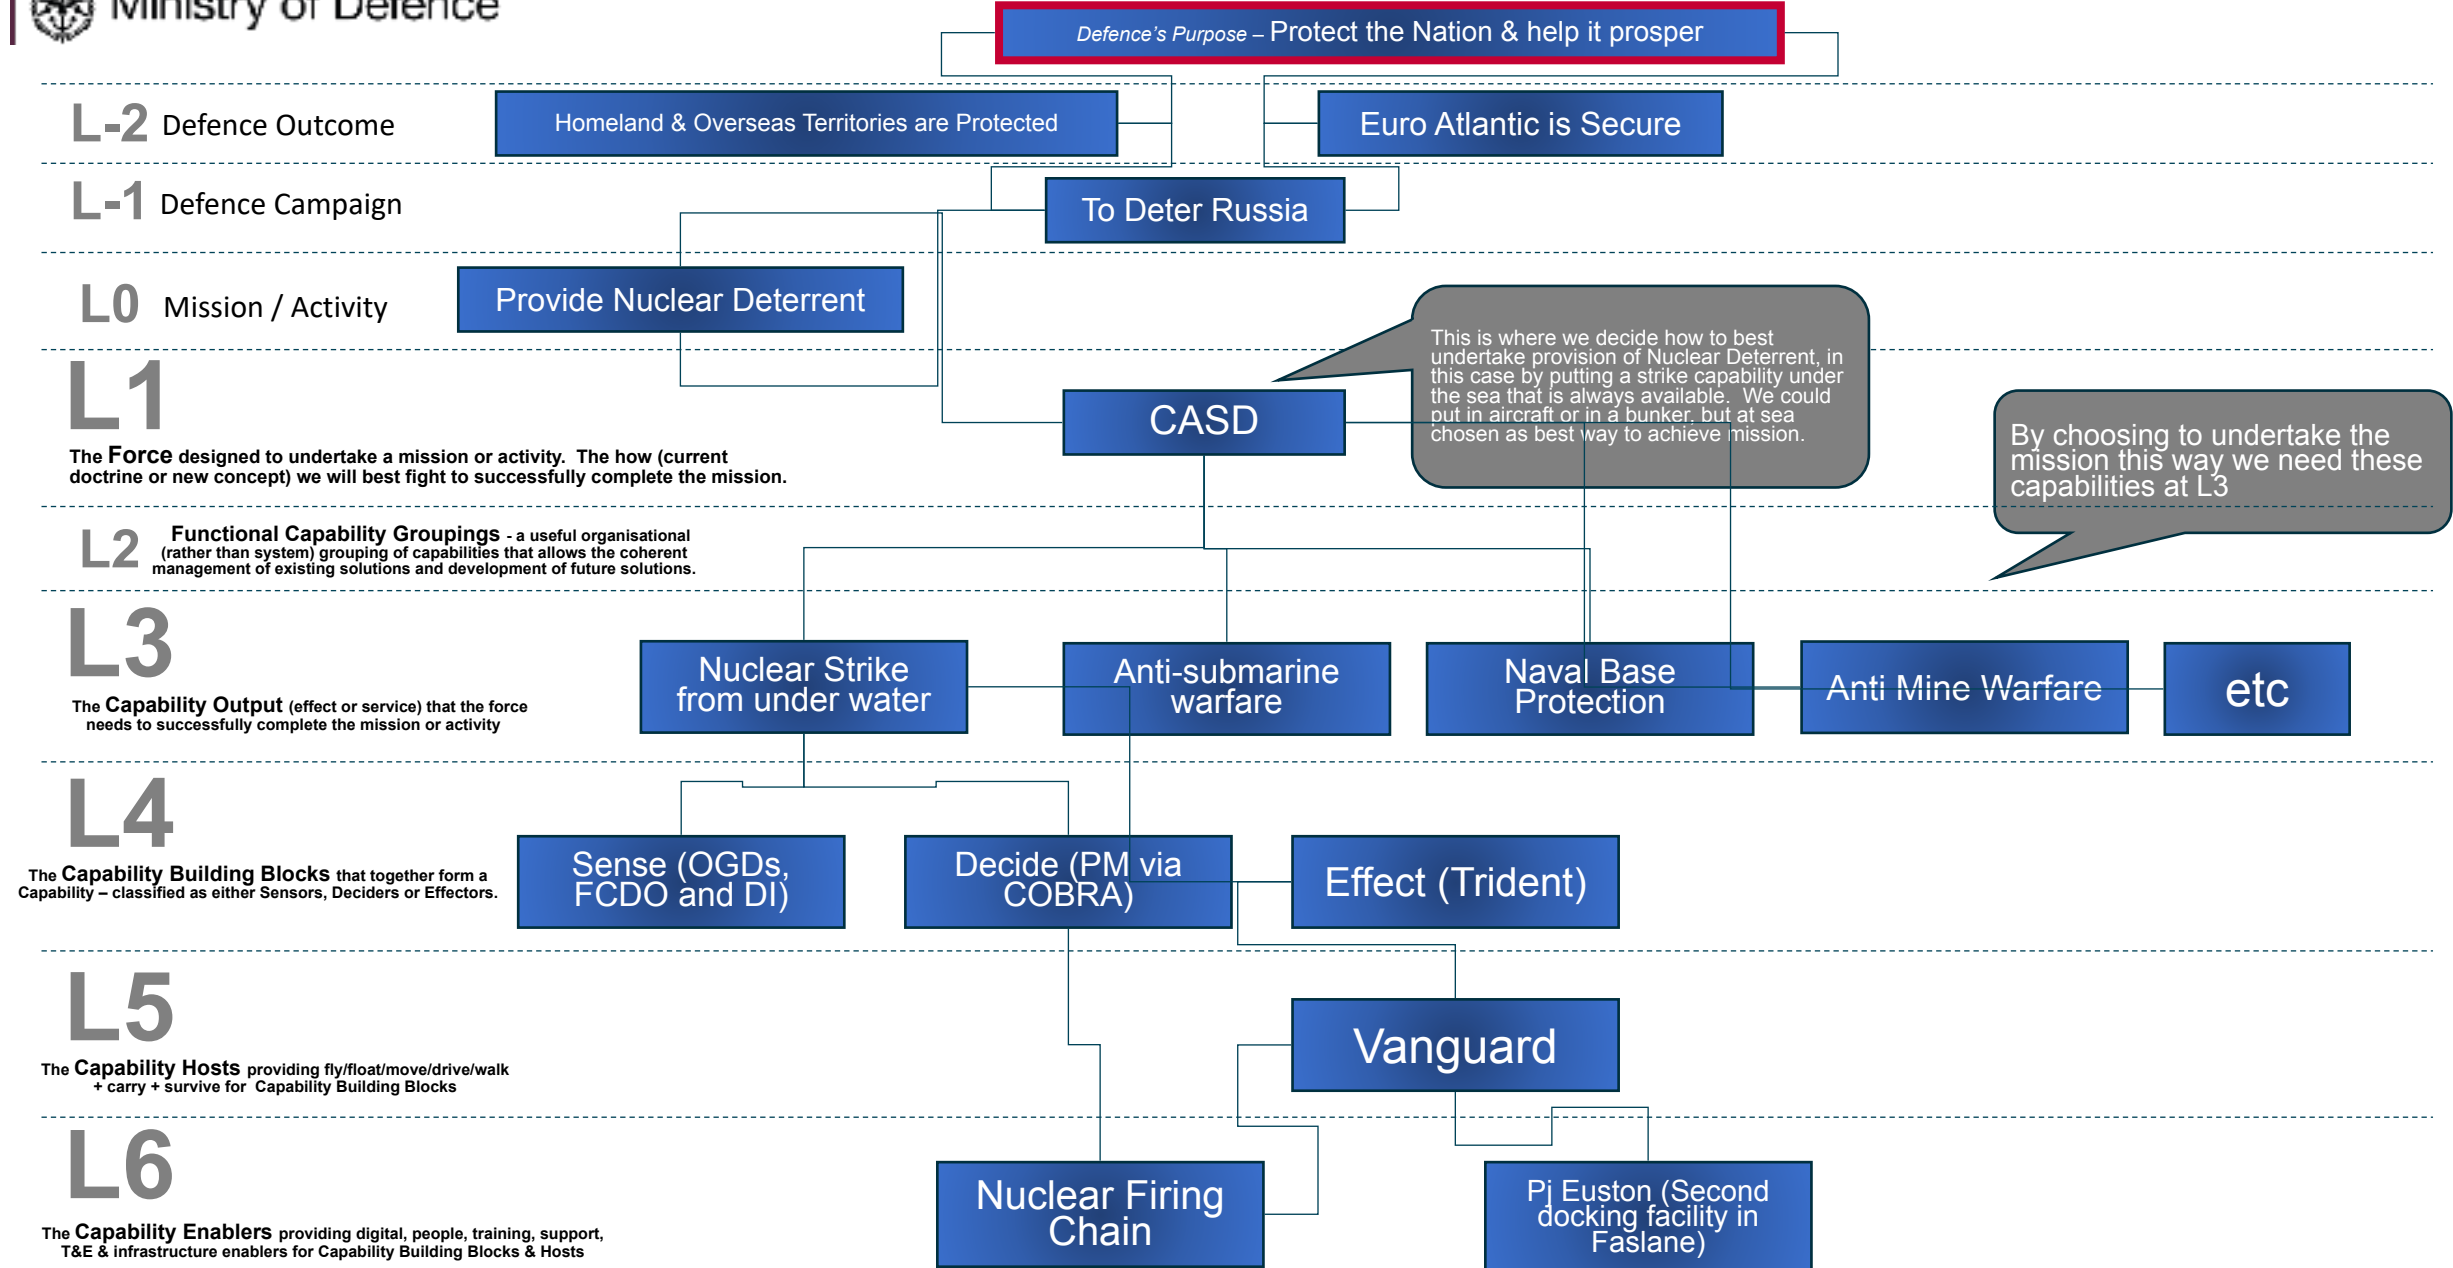 Ministry of Defence
Defence's Purpose – Protect the Nation & help it prosper
L-2 Defence Outcome
Homeland & Overseas Territories are Protected
Euro Atlantic is Secure
L-1 Defence Campaign
To Deter Russia
L0 Mission / Activity
Provide Nuclear Deterrent
This is where we decide how to best
undertake provision of Nuclear Deterrent, in
this case by putting a strike capability under
the sea that is always available. We could
put in aircraft or in a bunker, but at sea
chosen as best way to achieve mission.
L1
The Force designed to undertake a mission or activity. The how (current
doctrine or new concept) we will best fight to successfully complete the mission.
CASD
By choosing to undertake the
mission this way we need these
capabilities at L3
L2
Functional Capability Groupings - a useful organisational
(rather than system) grouping of capabilities that allows the coherent
management of existing solutions and development of future solutions.
L3
The Capability Output (effect or service) that the force
needs to successfully complete the mission or activity
Nuclear Strike
from under water
Anti-submarine
warfare
Naval Base
Protection
Anti Mine Warfare
etc
L4
The Capability Building Blocks that together form a
Capability – classified as either Sensors, Deciders or Effectors.
Sense (OGDs,
FCDO and DI)
Decide (PM via
COBRA)
Effect (Trident)
L5
The Capability Hosts providing fly/float/move/drive/walk
+ carry + survive for Capability Building Blocks
Vanguard
L6
The Capability Enablers providing digital, people, training, support,
T&E & infrastructure enablers for Capability Building Blocks & Hosts
Nuclear Firing
Chain
Pj Euston (Second
docking facility in
Faslane)